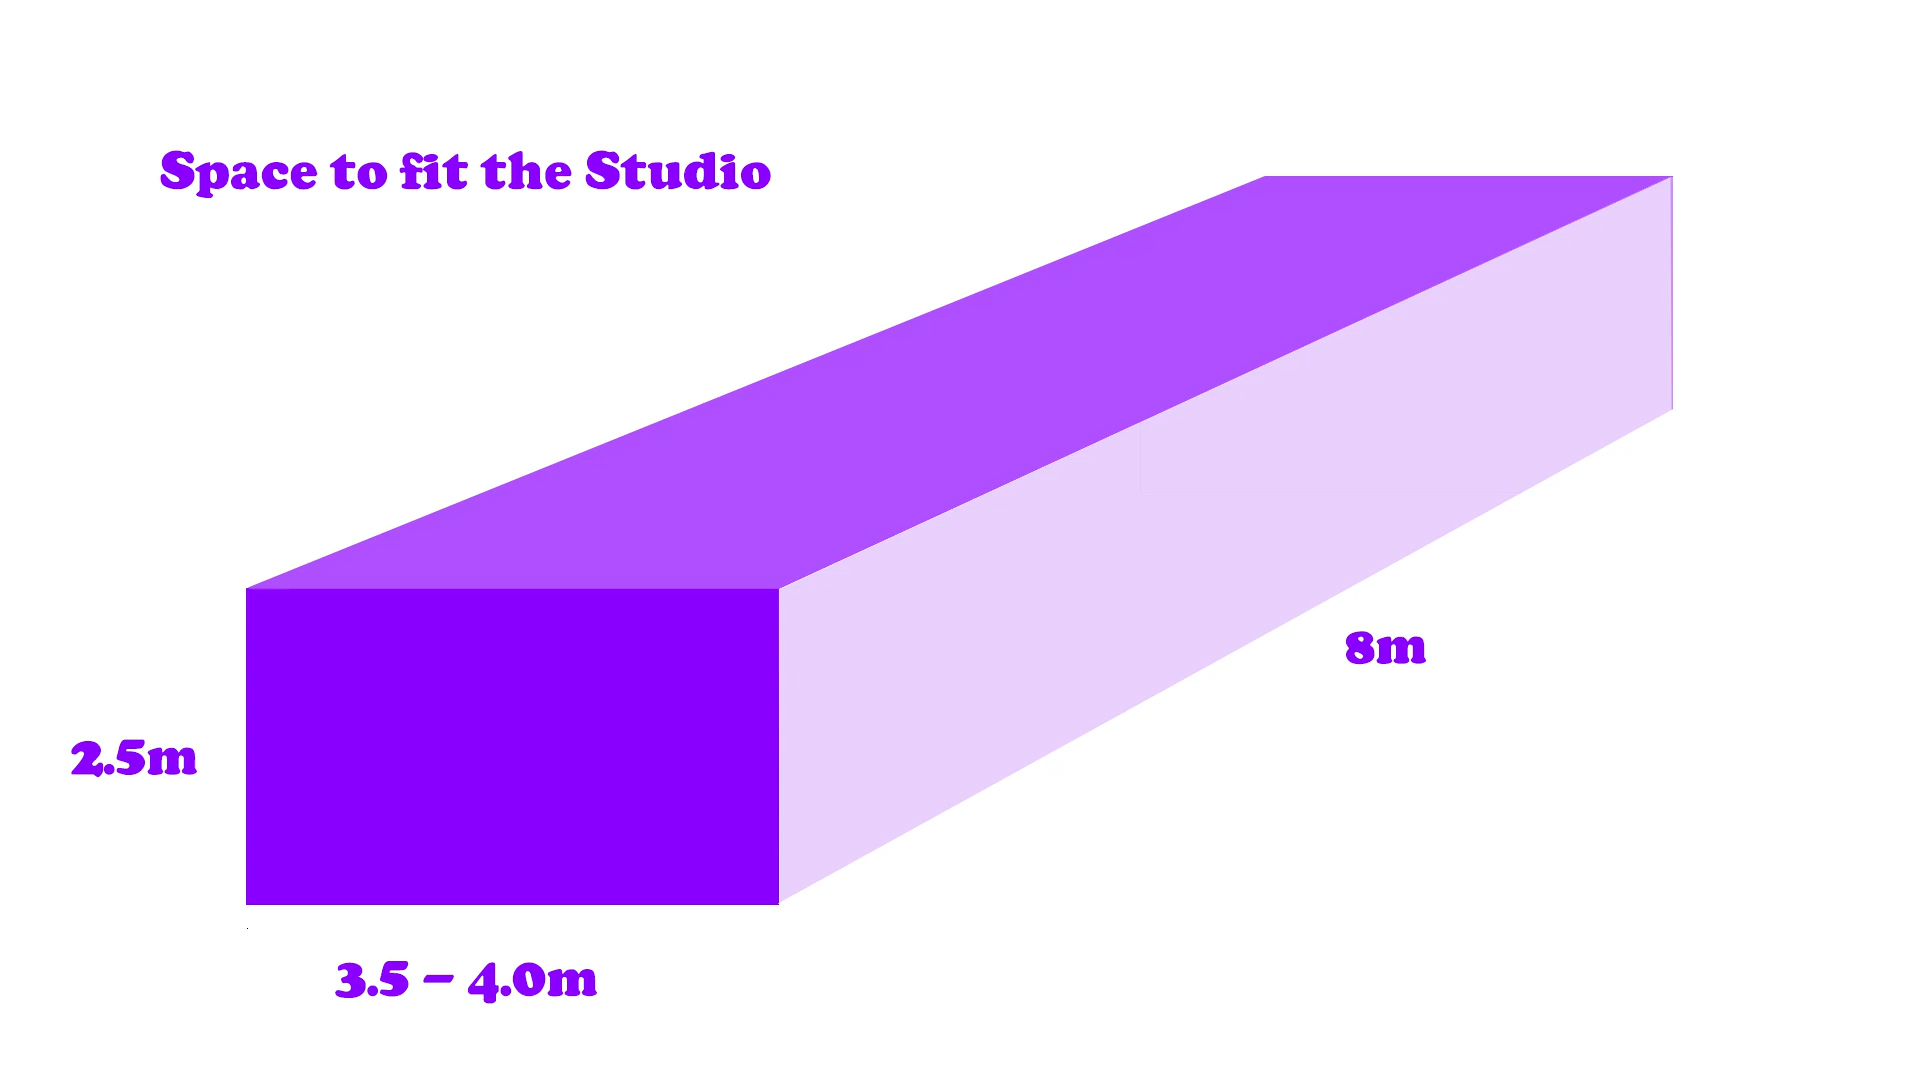 Space to fit the Studio
8m
2.5m
3.5 – 4.0m